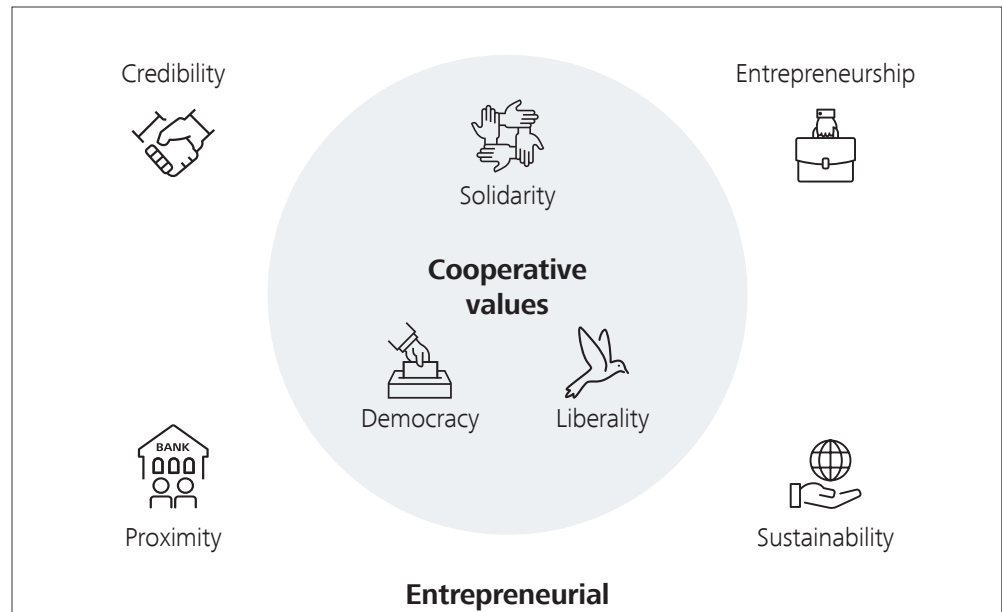 Credibility
Entrepreneurship
Solidarity
Cooperative
values
Democracy
Liberality
BANK
Proximity
Sustainability
Entrepreneurial